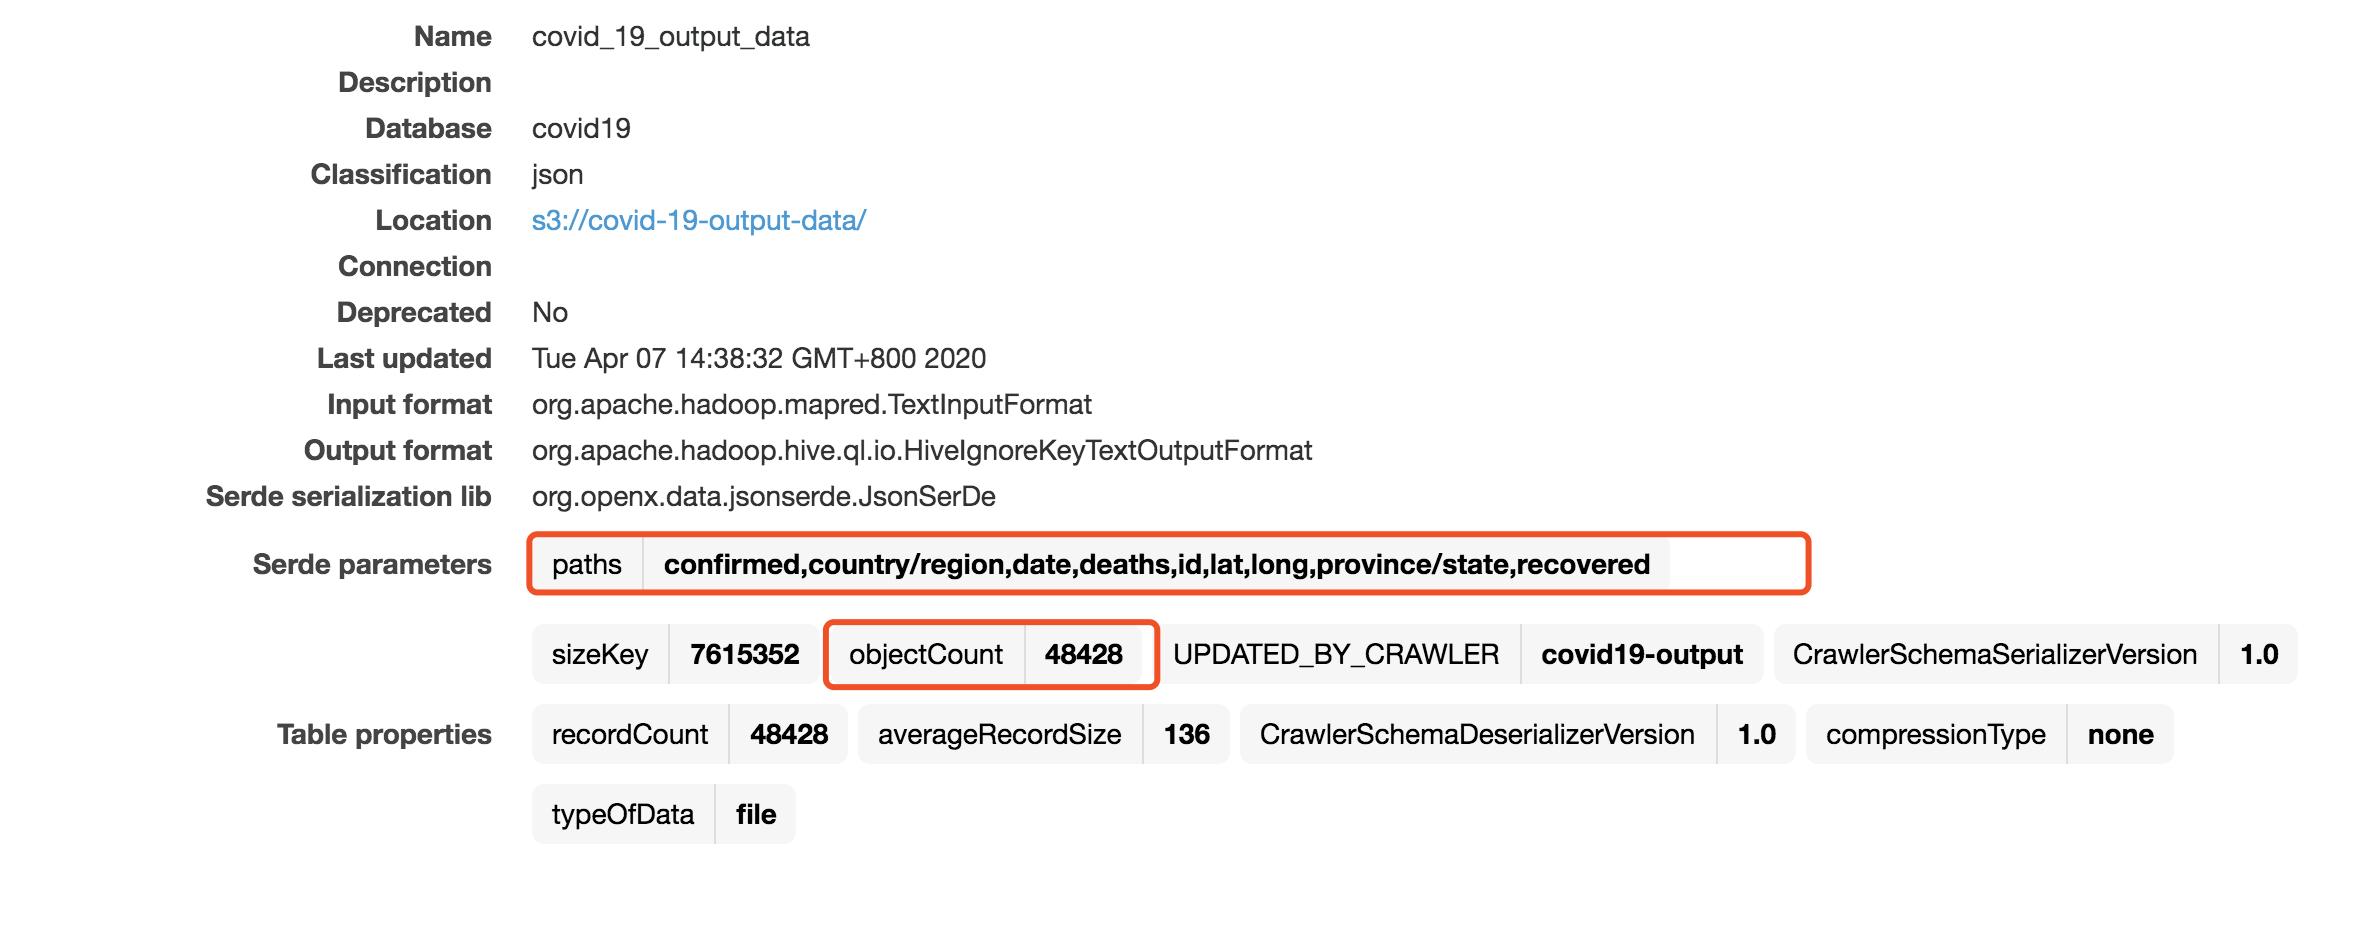 Name covid_19_output_data
Description
Database covid19
Classification json
Location s3://covid-19-output-data/
Connection
Deprecated No
Last updated Tue Apr 07 14:38:32 GMT+800 2020
Input format org.apache.hadoop.mapred.TextInputFormat
Output format org.apache.hadoop.hive.ql.io.HiveIgnoreKeyTextOutputFormat
Serde serialization lib org.openx.data.jsonserde.JsonSerDe
Serde parameters paths confirmed,country/region,date,deaths,id,lat,long,province/state,recovered
sizeKey 7615352 objectCount 48428 UPDATED_BY_CRAWLER covid19-output CrawlerSchemaSerializerVersion 1.0
Table properties recordCount 48428 averageRecordSize 136 CrawlerSchemaDeserializerVersion 1.0 compressionType none
typeOfData file